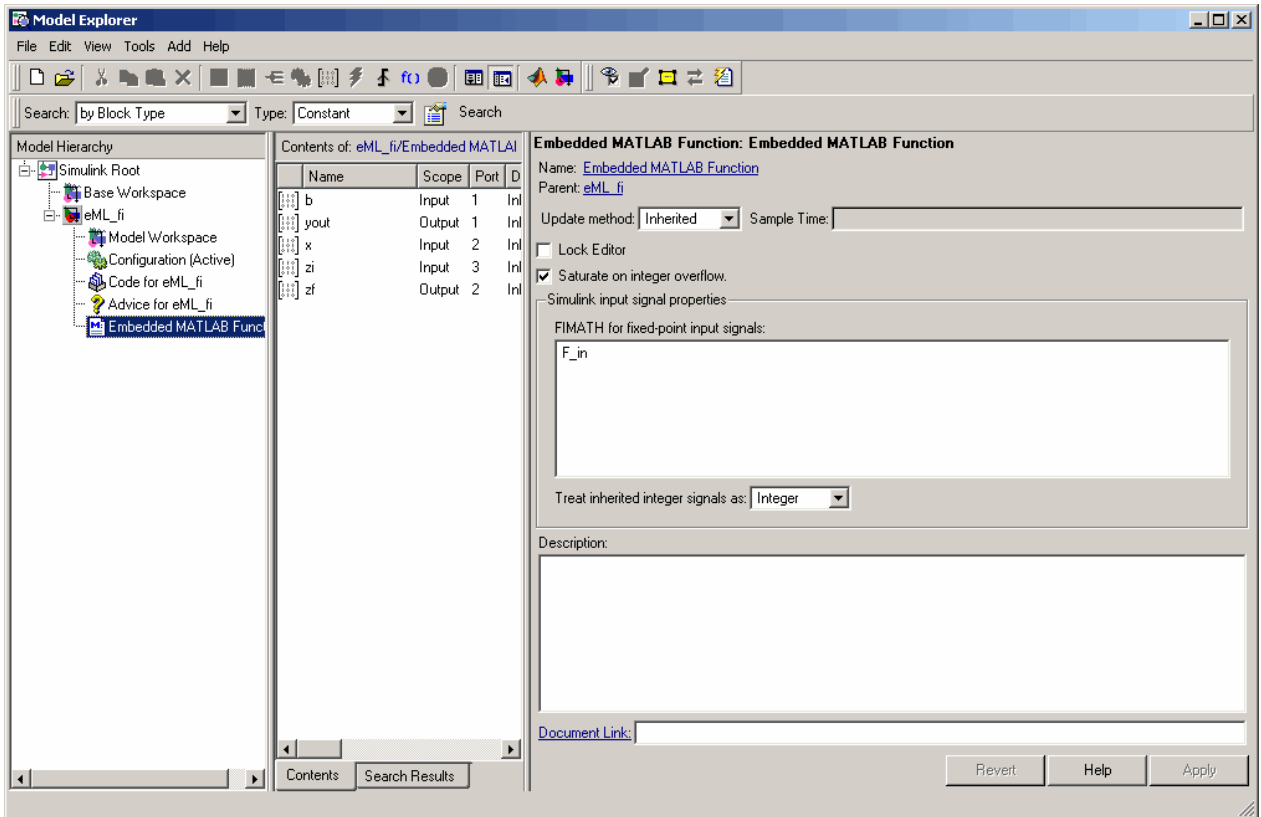 Model Explorer
File Edit View Tools Add Help
f()
Search: by Block Type Type: Constant Search
Model Hierarchy
Simulink Root
Base Workspace
eML_fi
Model Workspace
Configuration (Active)
Code for eML_fi
Advice for eML_fi
Embedded MATLAB Funct
Contents of: eML_fi/Embedded MATLAI
Name Scope Port D
b Input 1 Inl
yout Output 1 Inl
x Input 2 Inl
zi Input 3 Inl
zf Output 2 Inl
Contents Search Results
Embedded MATLAB Function: Embedded MATLAB Function
Name: Embedded MATLAB Function
Parent: eML_fi
Update method: Inherited Sample Time:
Lock Editor
Saturate on integer overflow.
Simulink input signal properties
FIMATH for fixed-point input signals:
F_in
Treat inherited integer signals as: Integer
Description:
Document Link:
Revert Help Apply